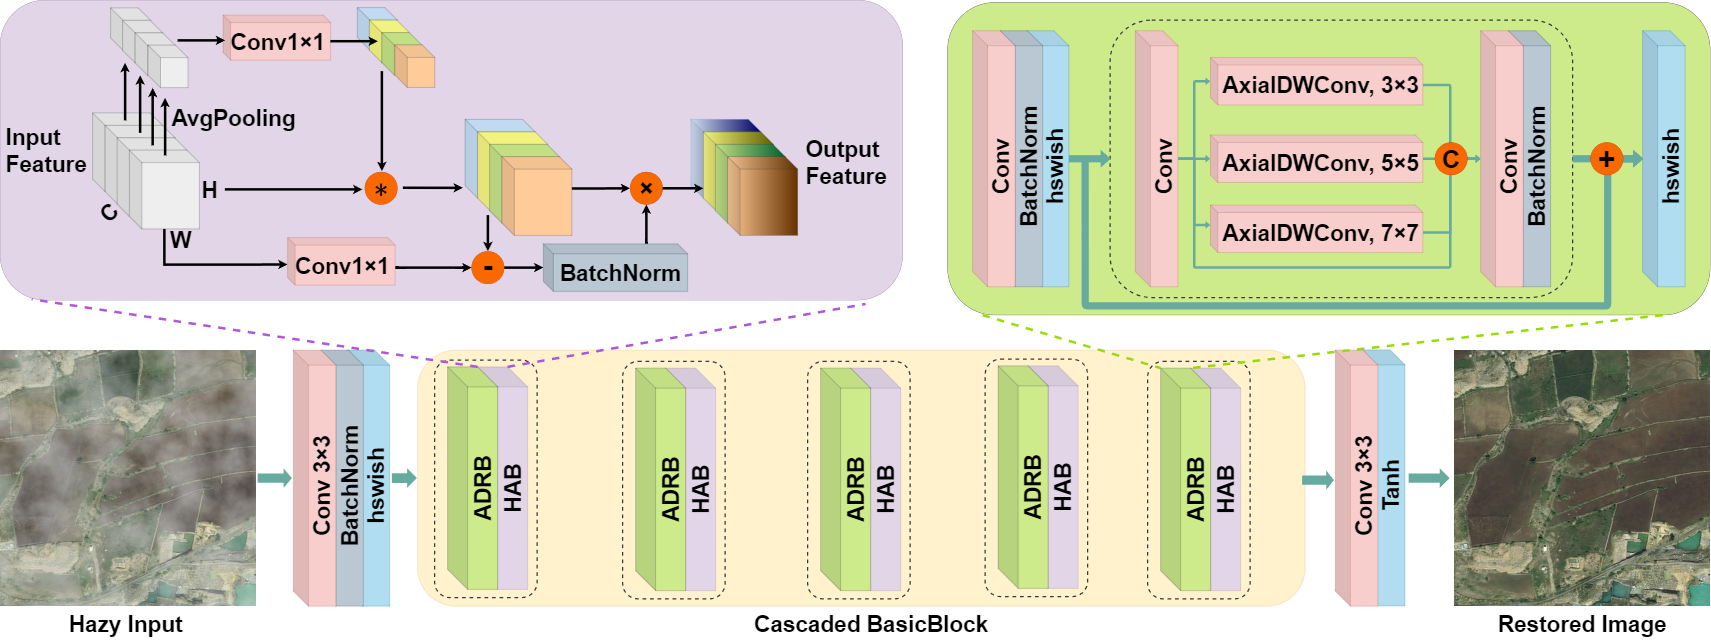 Conv1×1
AvgPooling
Input
Feature
H
C
W
*
×
Output
Feature
Conv1×1
-
BatchNorm
Conv
BatchNorm
hswish
Conv
AxialDWConv, 3×3
AxialDWConv, 5×5
AxialDWConv, 7×7
C
Conv
BatchNorm
+
hswish
Conv 3×3
BatchNorm
hswish
ADRB
HAB
ADRB
HAB
ADRB
HAB
ADRB
HAB
ADRB
HAB
Conv 3×3
Tanh
Hazy Input
Cascaded BasicBlock
Restored Image